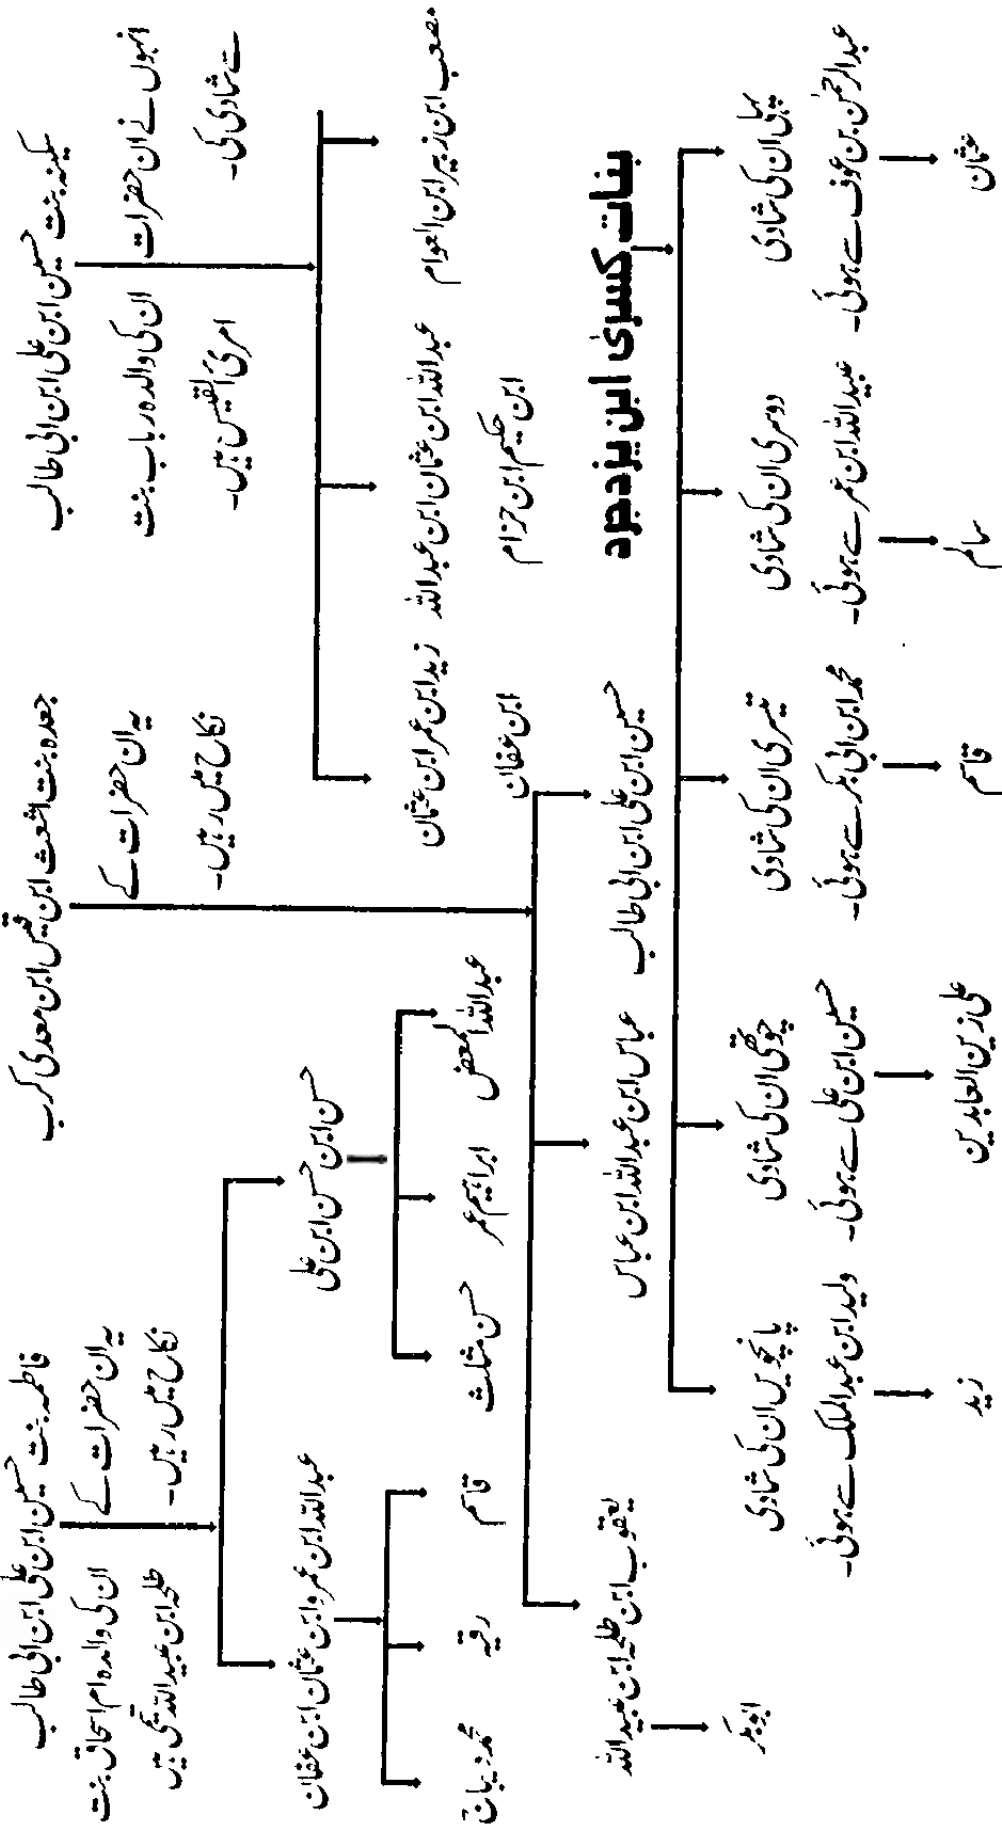 سکینہ بنت حسین ابن علی ابن ابی طالب
انہوں نے ان حضرات
سے شادی کی۔
ان کی والدہ رباب بنت
امری القیس ہیں۔
مصعب ابن زبیر ابن العوام
عبداللہ ابن عثمان ابن عبداللہ
ابن حکیم ابن حزام
زید ابن عمر ابن عثمان
ابن عفان
جعدہ بنت اشعث ابن قیس ابن معدی کرب
یہ ان حضرات کے
نکاح میں رہیں۔
حسین ابن علی ابن ابی طالب
عباس ابن عبداللہ ابن عباس
یعقوب ابن طلحہ ابن عبیداللہ
ابوبکر
فاطمہ بنت حسین ابن علی ابن ابی طالب
یہ ان حضرات کے
نکاح میں رہیں۔
ان کی والدہ ام اسحاق بنت
طلحہ ابن عبیداللہ تیمی ہیں
حسن ابن حسن ابن علی
عبداللہ المحض
ابراہیم عمر
حسن مثلث
عبداللہ ابن عمرو ابن عثمان ابن عفان
قاسم
رقیہ
محمد دیباج
بنات کسریٰ ابن یزدجرد
پہلی ان کی شادی
عبدالرحمٰن بن عوف سے ہوئی۔
عثمان
دوسری ان کی شادی
عبیداللہ ابن عمر سے ہوئی۔
سالم
تیسری ان کی شادی
محمد ابن ابی بکر سے ہوئی۔
قاسم
چوتھی ان کی شادی
حسین ابن علی سے ہوئی۔
علی زین العابدین
پانچویں ان کی شادی
ولید ابن عبدالملک سے ہوئی۔
زید